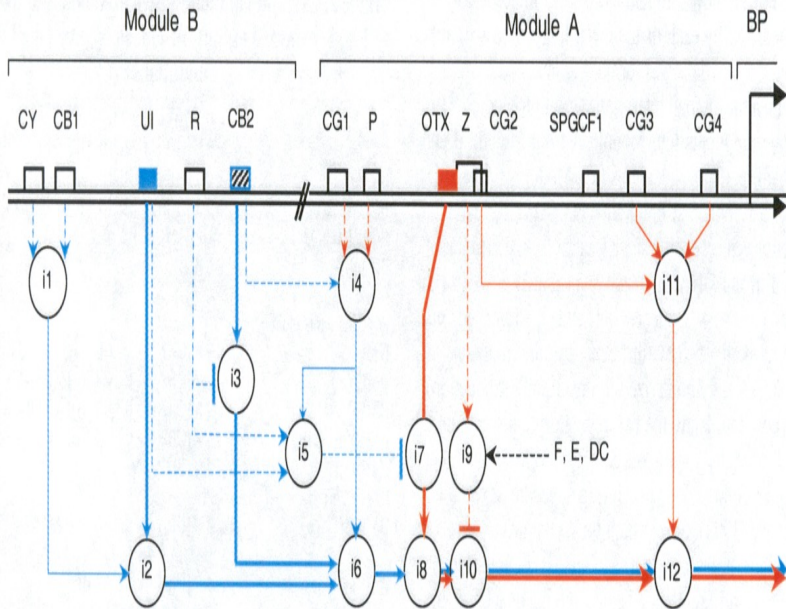 Module B
Module A
BP
CY CB1 UI R CB2 CG1 P OTX Z CG2 SPGCF1 CG3 CG4
i1
i4
i11
i3
i5
i7
i9
F, E, DC
i2
i6
i8
i10
i12